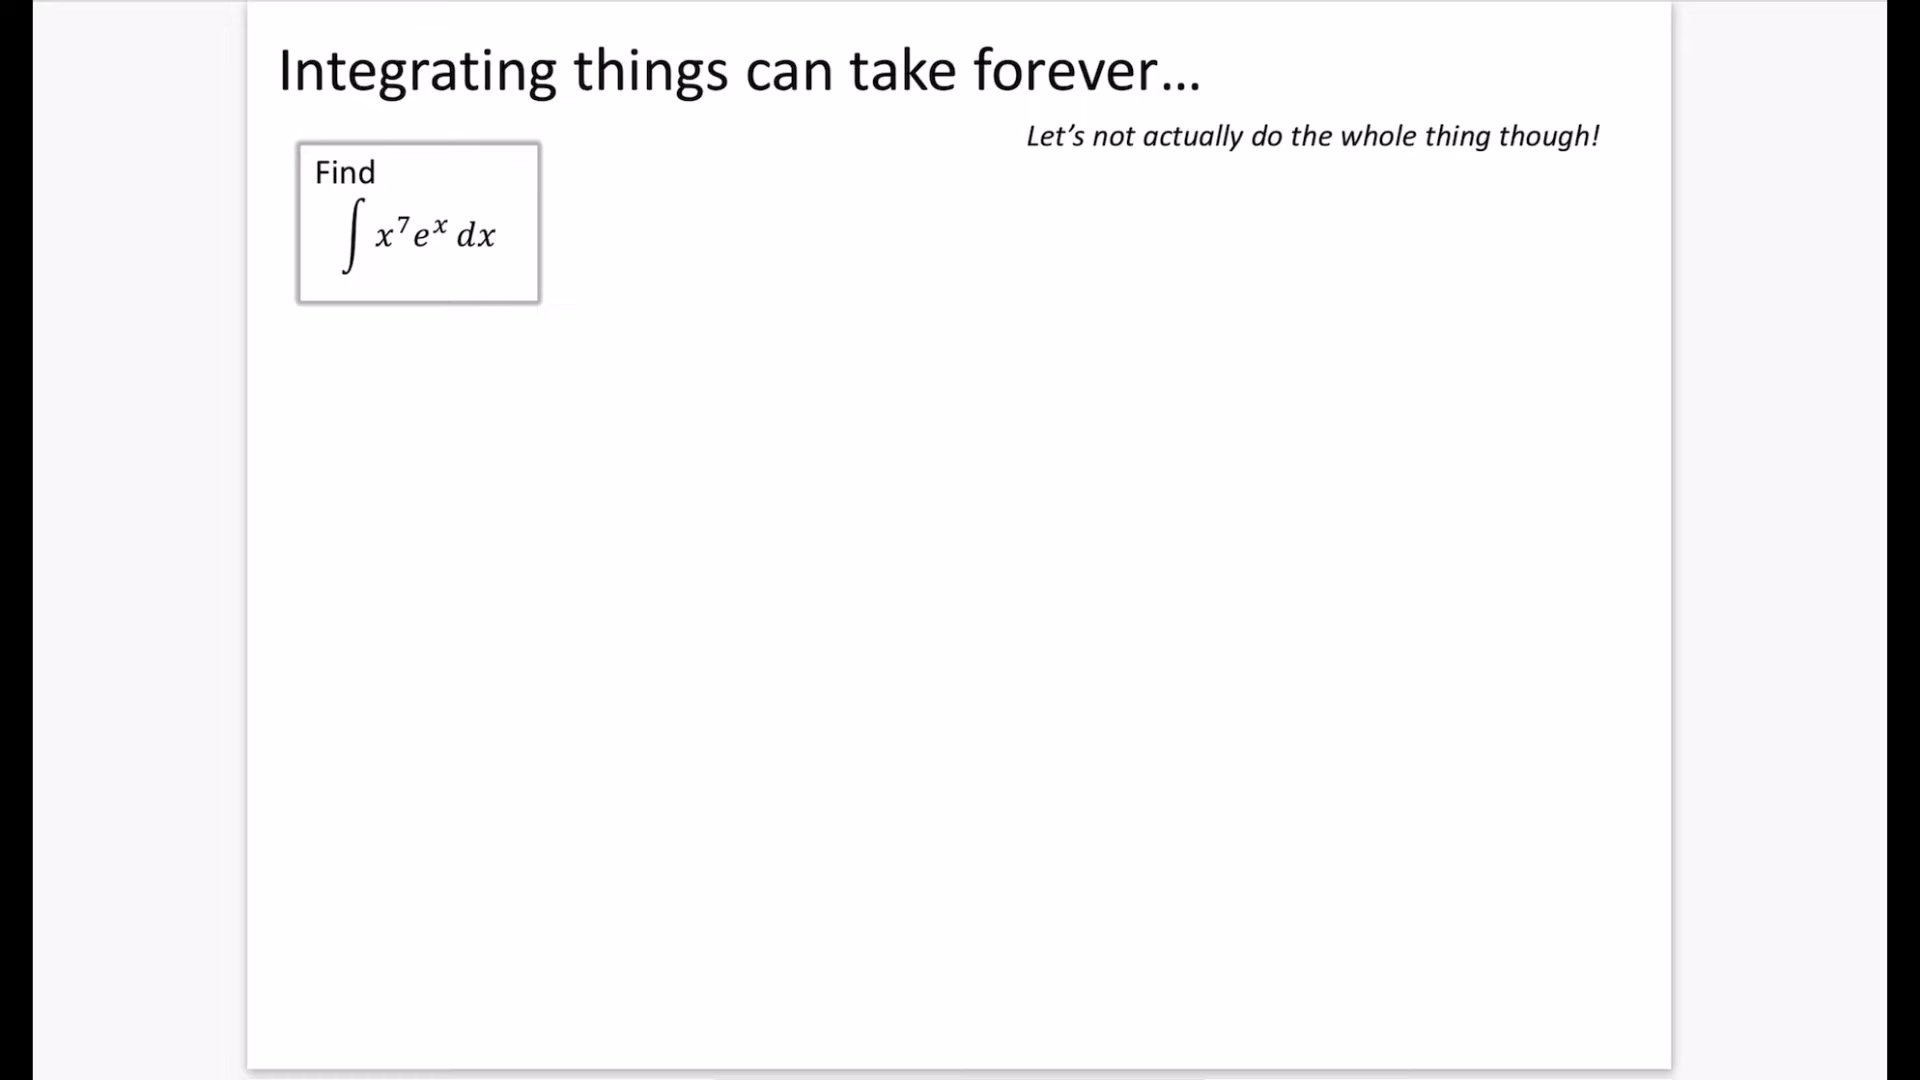 Integrating things can take forever...
Let's not actually do the whole thing though!
Find
∫ x⁷eˣ dx